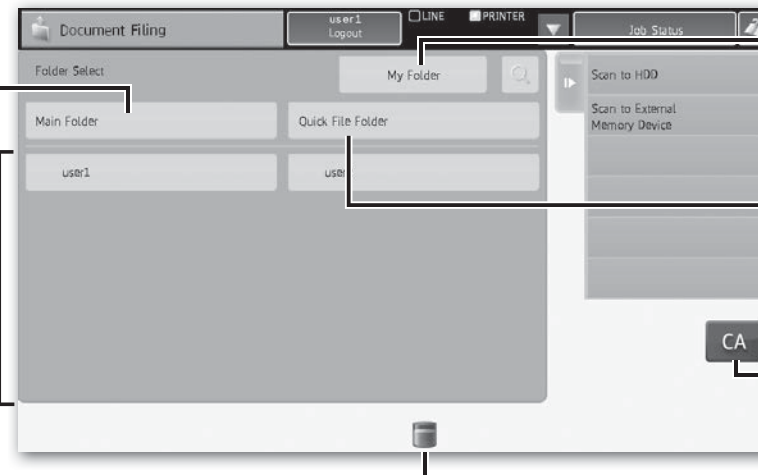 Document Filing
user1
Logout
LINE
PRINTER
Job Status
Folder Select
My Folder
Main Folder
Quick File Folder
user1
use
Scan to HDD
Scan to External
Memory Device
CA